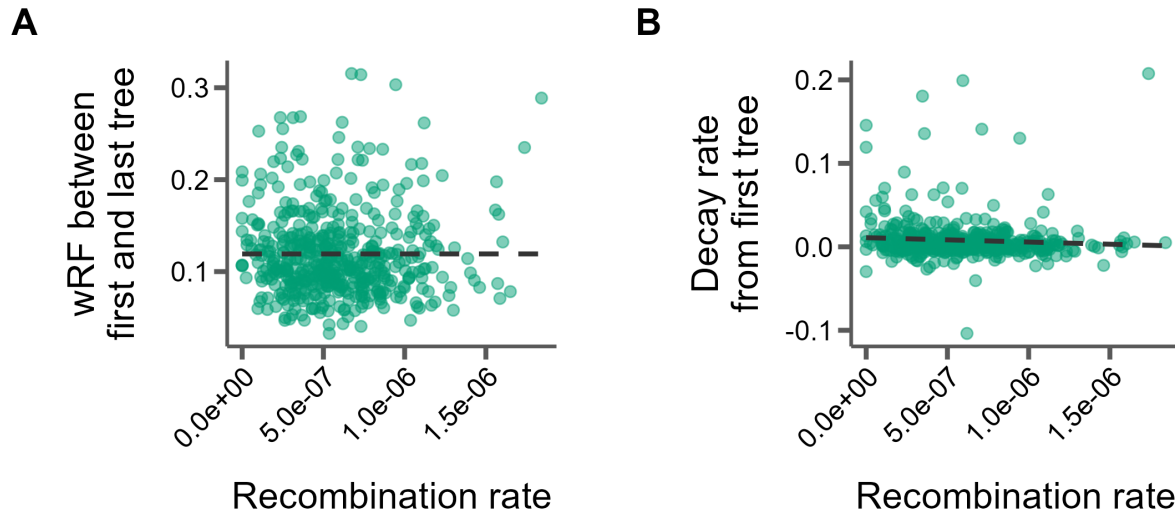 A
wRF between
first and last tree
0.3
0.2
0.1
0.0e+00
5.0e-07
1.0e-06
1.5e-06
Recombination rate
B
Decay rate
from first tree
0.2
0.1
0.0
-0.1
0.0e+00
5.0e-07
1.0e-06
1.5e-06
Recombination rate